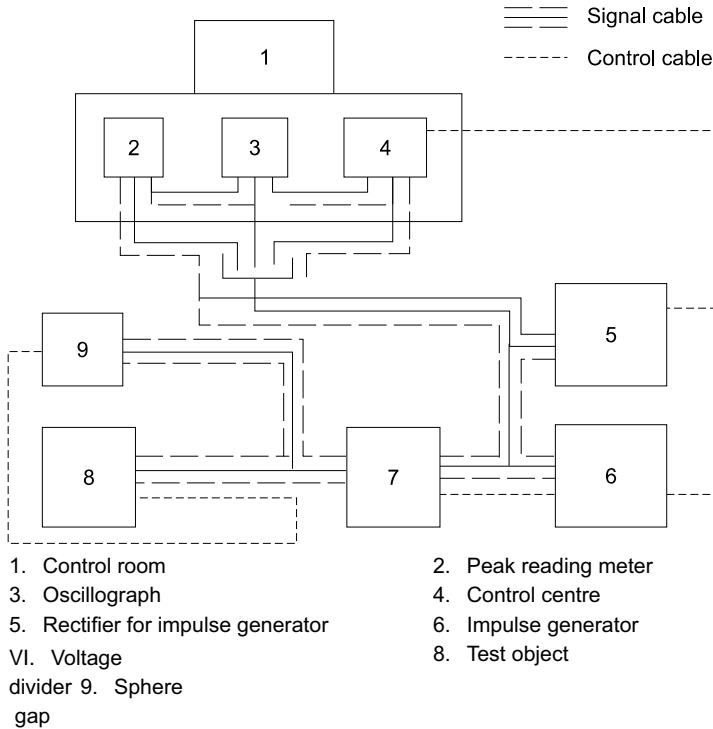 Signal cable
Control cable
1
2
3
4
5
9
8
7
6
1. Control room
2. Peak reading meter
3. Oscillograph
4. Control centre
5. Rectifier for impulse generator
6. Impulse generator
VI. Voltage
8. Test object
divider 9. Sphere
gap